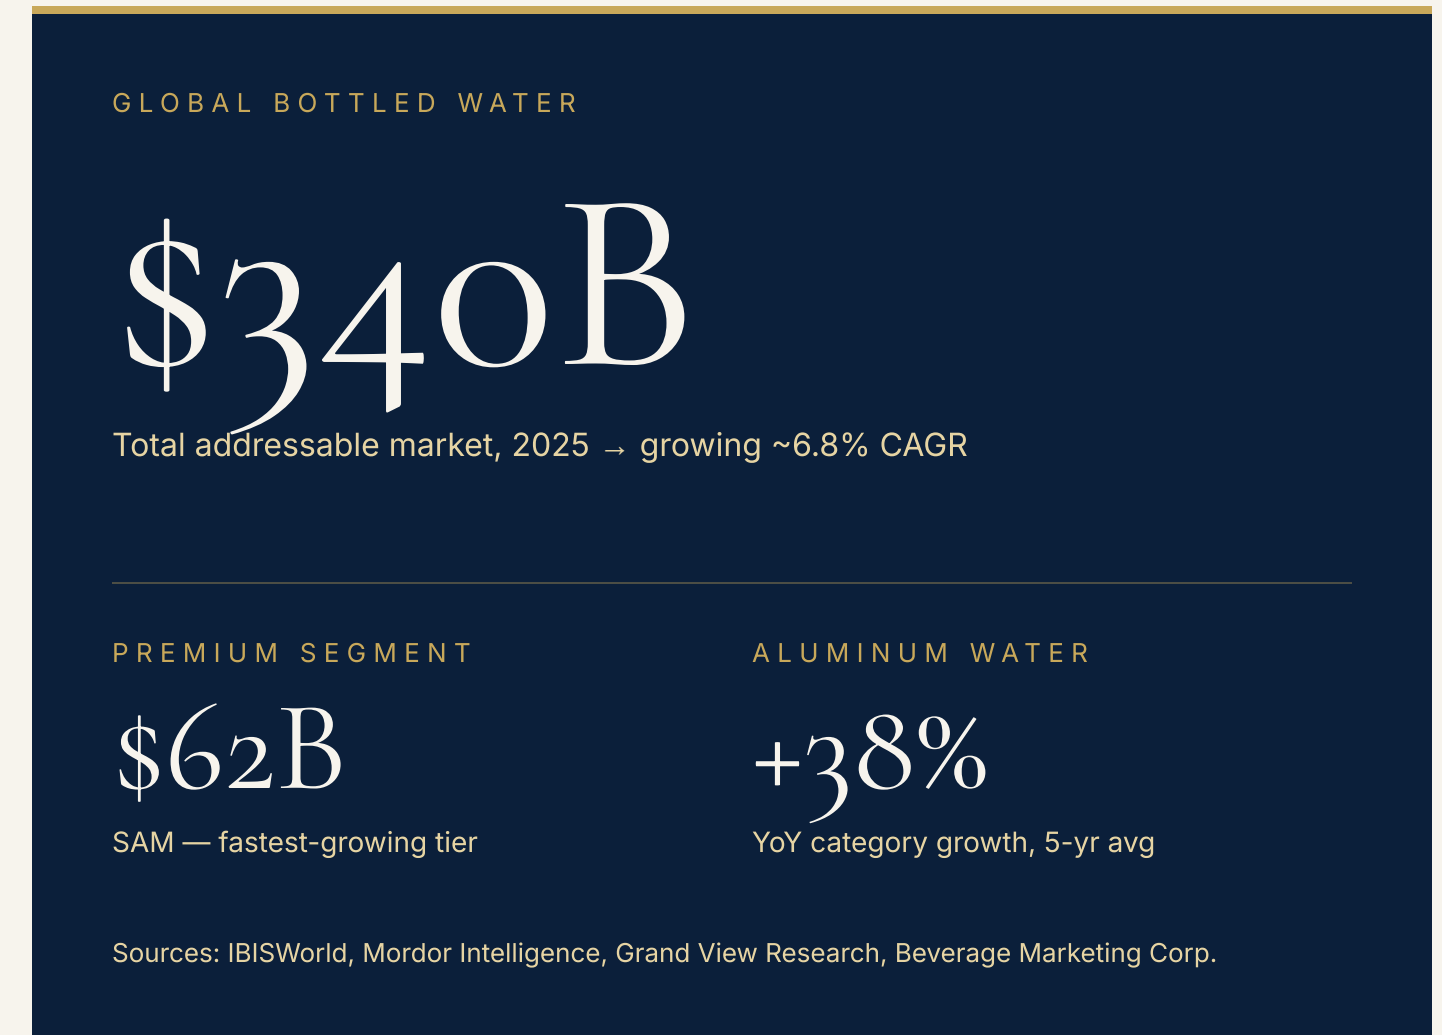 GLOBAL BOTTLED WATER
$340B
Total addressable market, 2025 → growing ~6.8% CAGR
PREMIUM SEGMENT
$62B
SAM — fastest-growing tier
ALUMINUM WATER
+38%
YoY category growth, 5-yr avg
Sources: IBISWorld, Mordor Intelligence, Grand View Research, Beverage Marketing Corp.